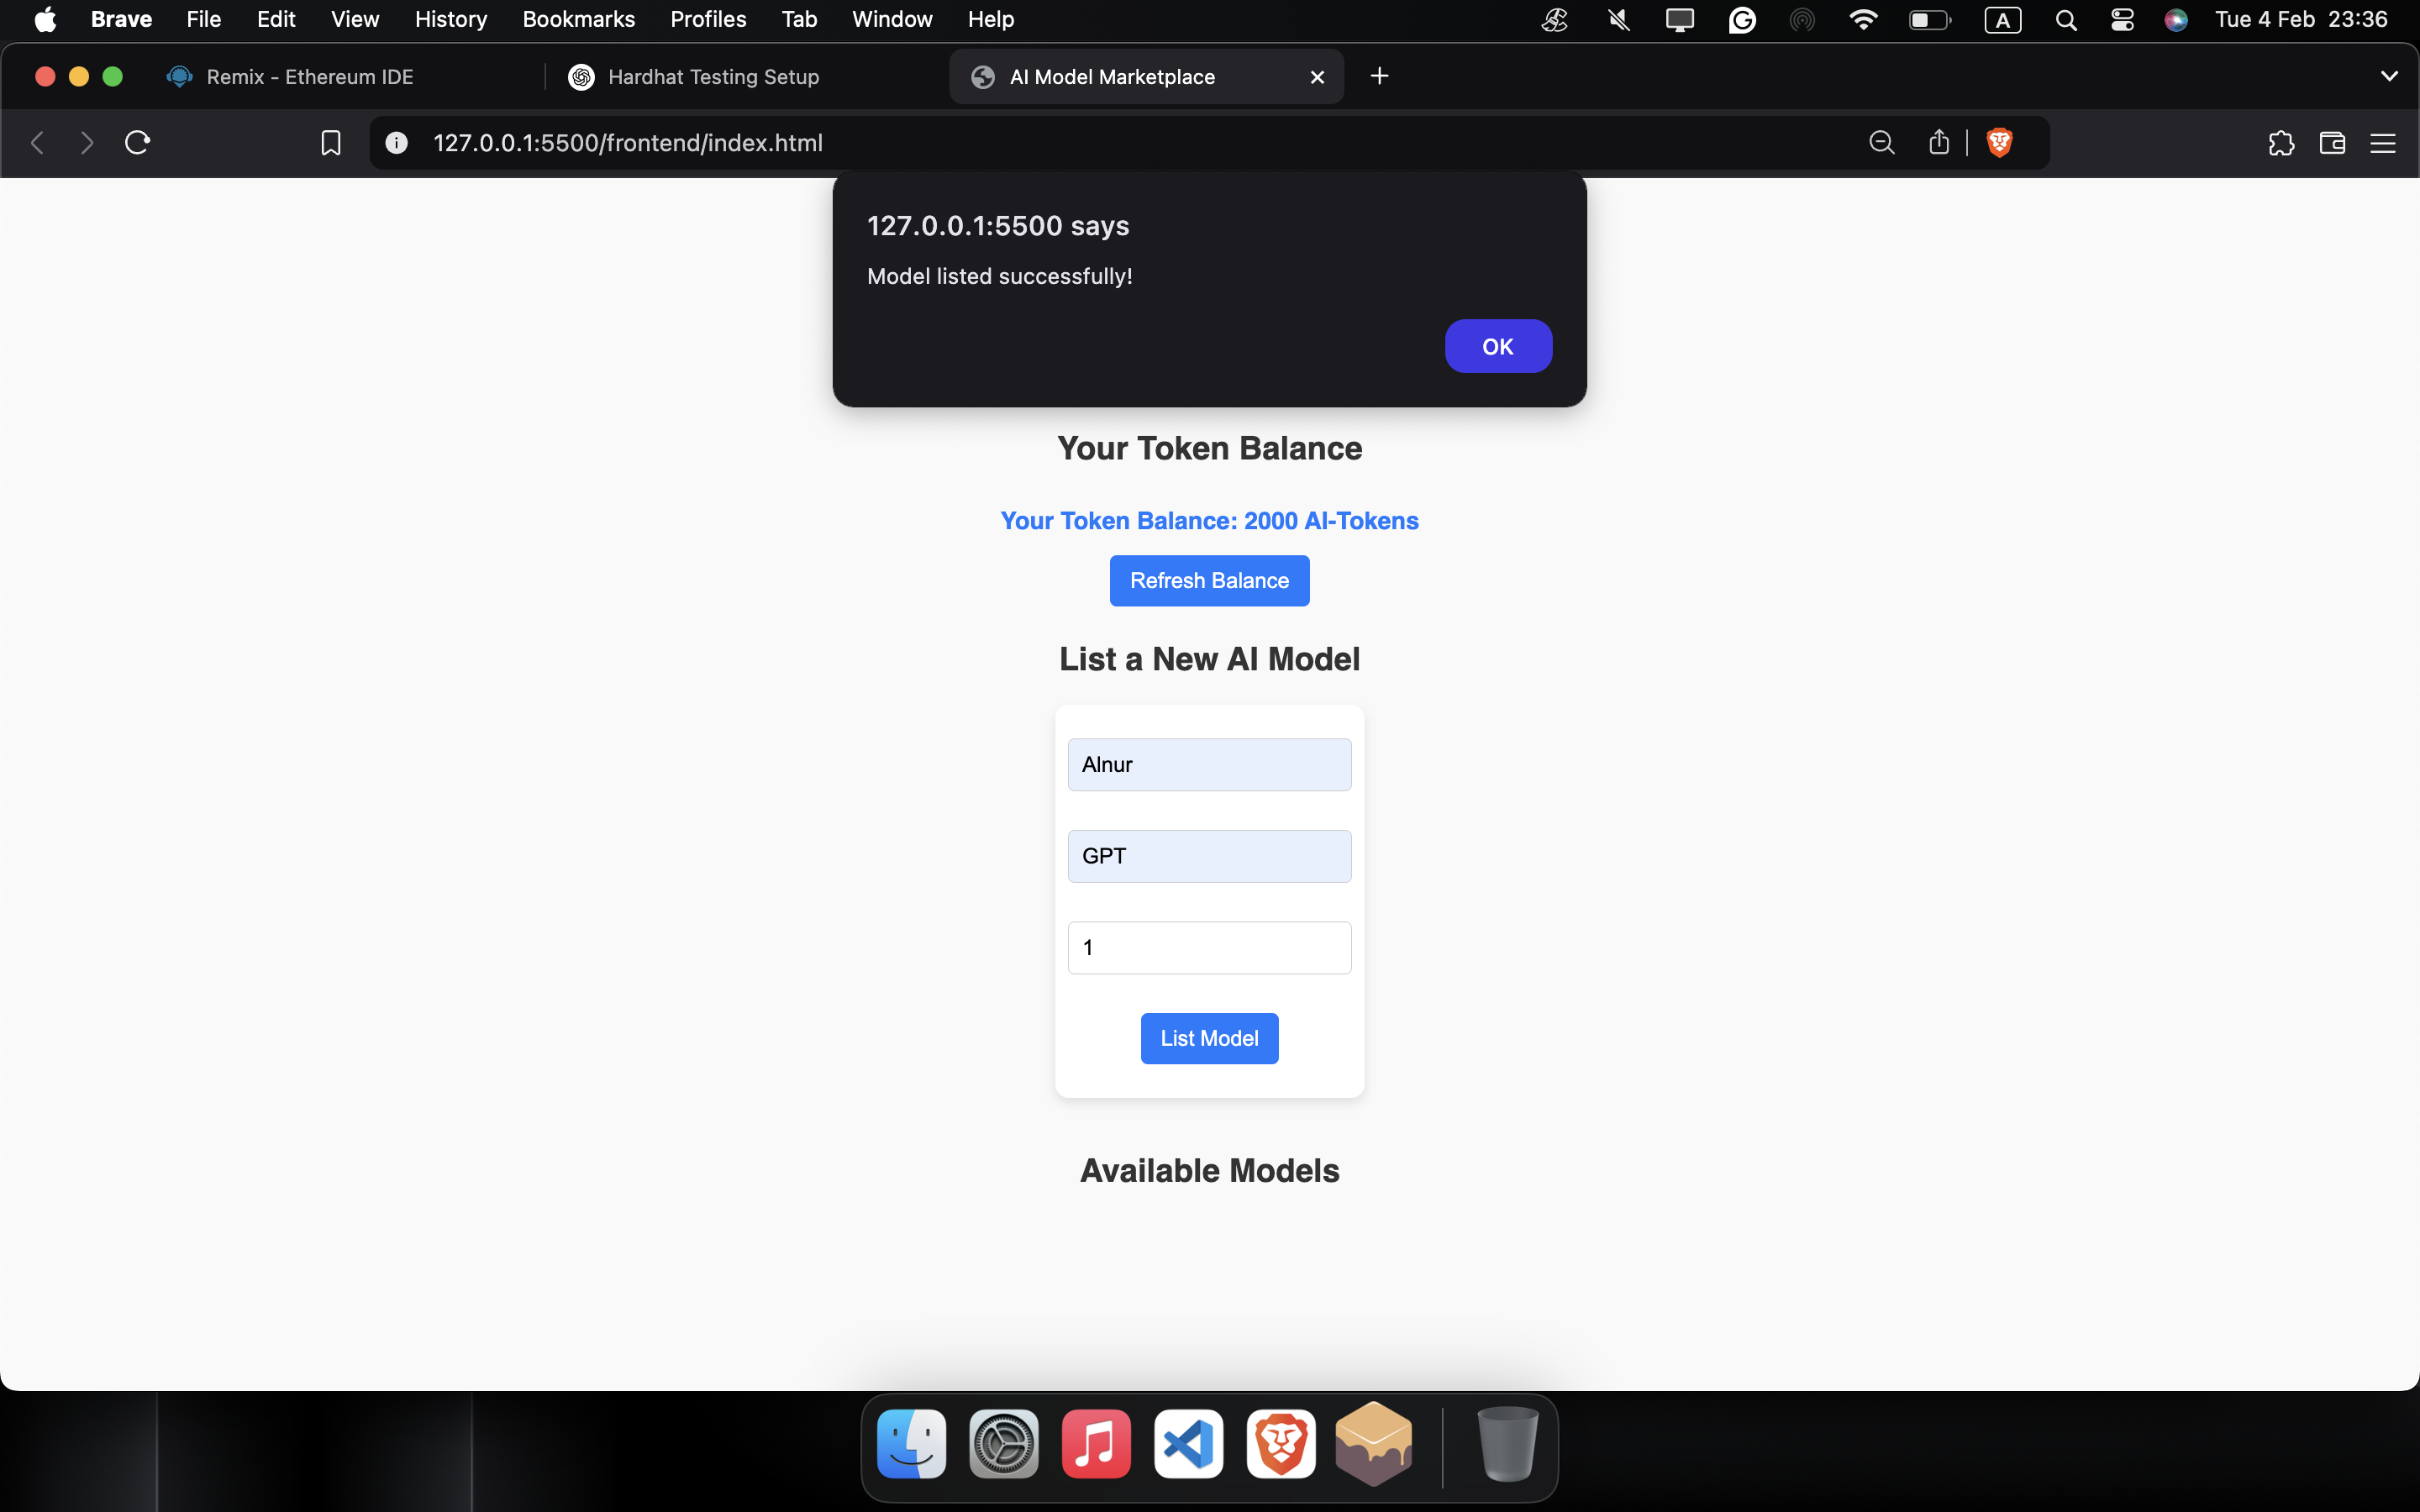 Brave File Edit View History Bookmarks Profiles Tab Window Help A Tue 4 Feb 23:36
Remix - Ethereum IDE Hardhat Testing Setup AI Model Marketplace
127.0.0.1:5500/frontend/index.html
127.0.0.1:5500 says
Model listed successfully!
OK
Your Token Balance
Your Token Balance: 2000 AI-Tokens
Refresh Balance
List a New AI Model
Alnur
GPT
1
List Model
Available Models